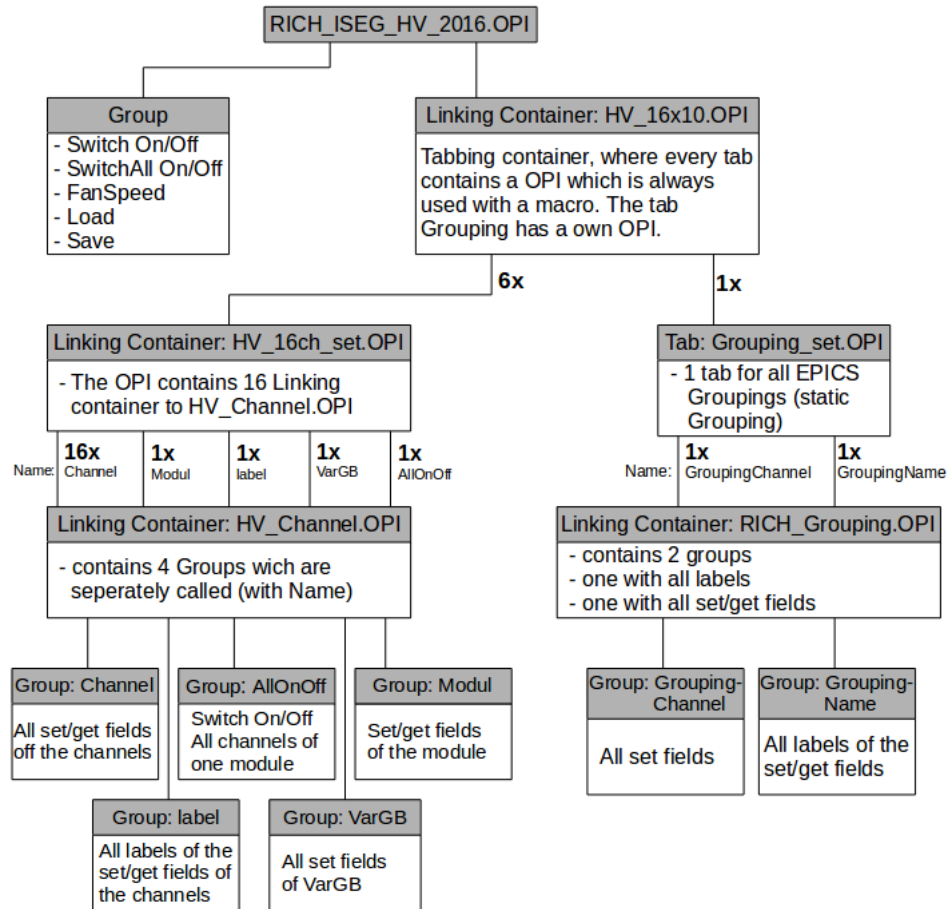 RICH_ISEG_HV_2016.OPI
Group
- Switch On/Off
- SwitchAll On/Off
- FanSpeed
- Load
- Save
Linking Container: HV_16x10.OPI
Tabbing container, where every tab
contains a OPI which is always
used with a macro. The tab
Grouping has a own OPI.
6x
1x
Linking Container: HV_16ch_set.OPI
- The OPI contains 16 Linking
container to HV_Channel.OPI
Tab: Grouping_set.OPI
- 1 tab for all EPICS
Groupings (static
Grouping)
16x 1x 1x 1x 1x
Name: Channel Modul label VarGB AllOnOff
1x 1x
Name: GroupingChannel GroupingName
Linking Container: HV_Channel.OPI
- contains 4 Groups wich are
seperately called (with Name)
Linking Container: RICH_Grouping.OPI
- contains 2 groups
- one with all labels
- one with all set/get fields
Group: Channel
All set/get fields
off the channels
Group: AllOnOff
Switch On/Off
All channels of
one module
Group: Modul
Set/get fields
of the module
Group: Grouping-
Channel
All set fields
Group: Grouping-
Name
All labels of the
set/get fields
Group: label
All labels of the
set/get fields of
the channels
Group: VarGB
All set fields
of VarGB